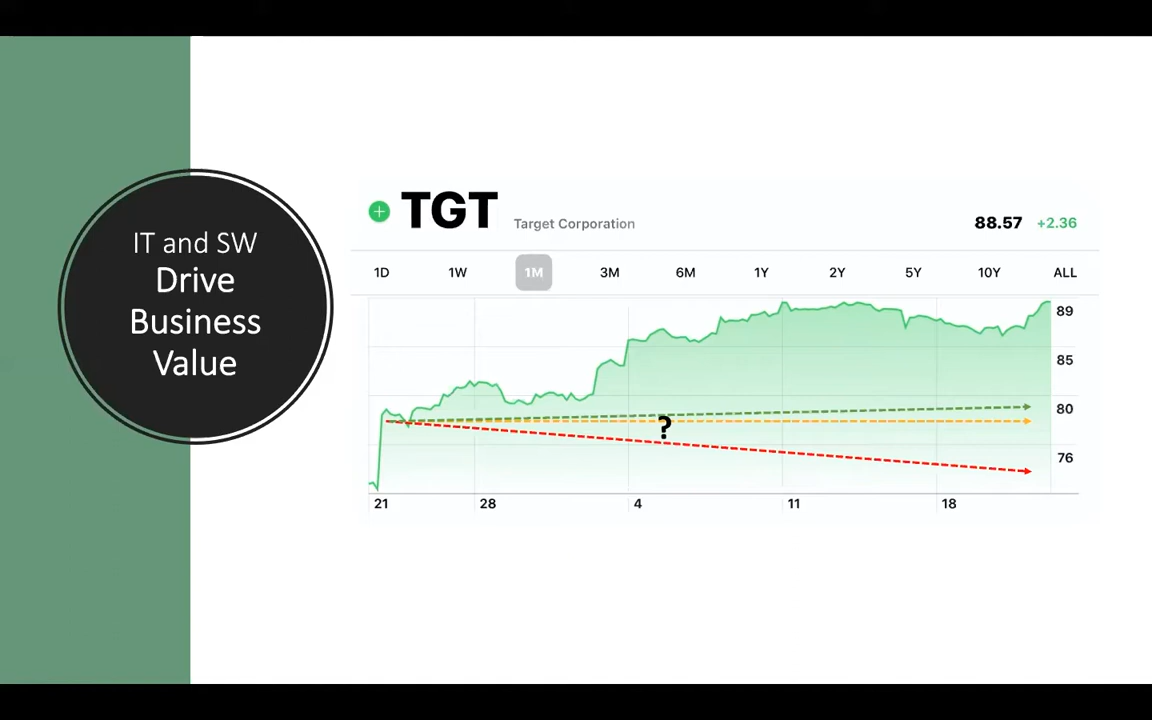 IT and SW
Drive
Business
Value
TGT Target Corporation 88.57 +2.36
1D 1W 1M 3M 6M 1Y 2Y 5Y 10Y ALL
89
85
80
?
76
21 28 4 11 18